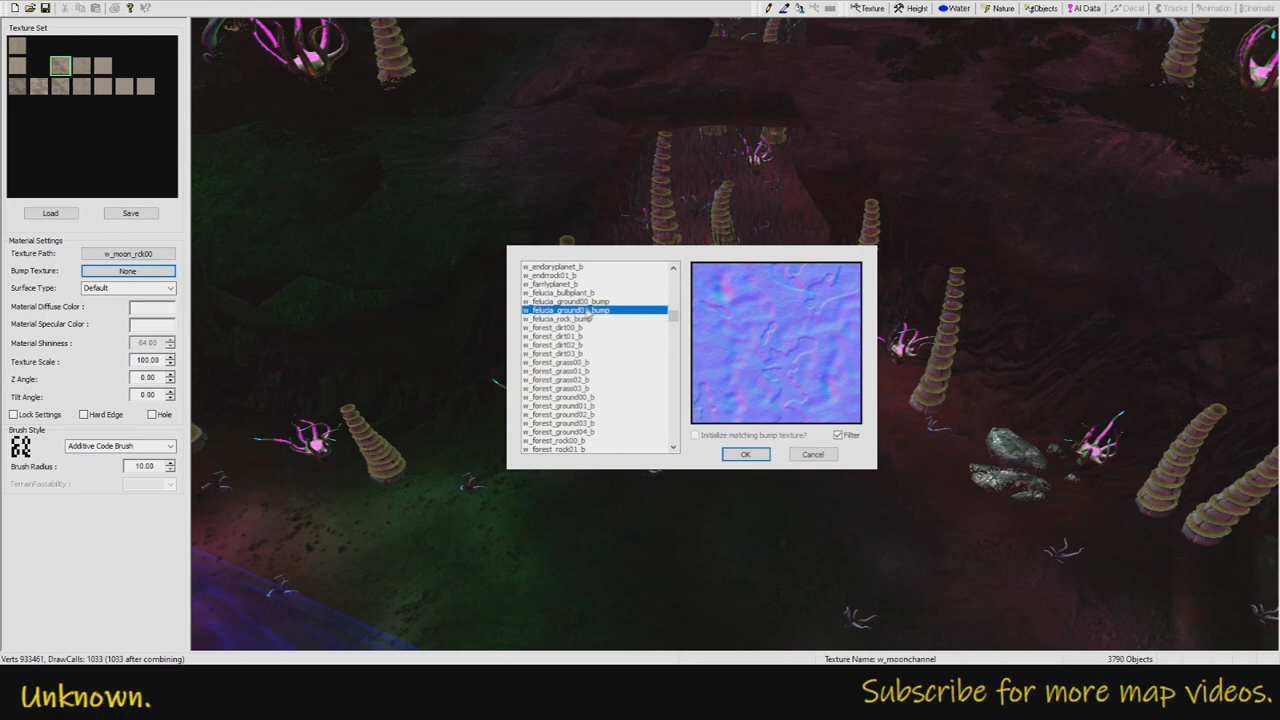 Texture Height Water Nature Objects AI Data Decal Tracks Animation Cinematic
Texture Set
Load Save
Material Settings
Texture Path: w_moon_rck00
Bump Texture: None
Surface Type: Default
Material Diffuse Color :
Material Specular Color :
Material Shininess : 64.00
Texture Scale : 100.00
Z Angle: 0.00
Tilt Angle: 0.00
Lock Settings Hard Edge Hole
Brush Style
Additive Code Brush
Brush Radius : 10.00
TerrainPassability :
w_endoryplanet_b
w_endrrock01_b
w_farrlyplanet_b
w_felucia_bulbplant_b
w_felucia_ground00_bump
w_felucia_ground01_bump
w_felucia_rock_bump
w_forest_dirt00_b
w_forest_dirt01_b
w_forest_dirt02_b
w_forest_dirt03_b
w_forest_grass00_b
w_forest_grass01_b
w_forest_grass02_b
w_forest_grass03_b
w_forest_ground00_b
w_forest_ground01_b
w_forest_ground02_b
w_forest_ground03_b
w_forest_ground04_b
w_forest_rock00_b
w_forest_rock01_b
Initialize matching bump texture? Filter
OK Cancel
Verts 933461, DrawCalls: 1033 (1033 after combining) Texture Name: w_moonchannel 3790 Objects
Unknown. Subscribe for more map videos.